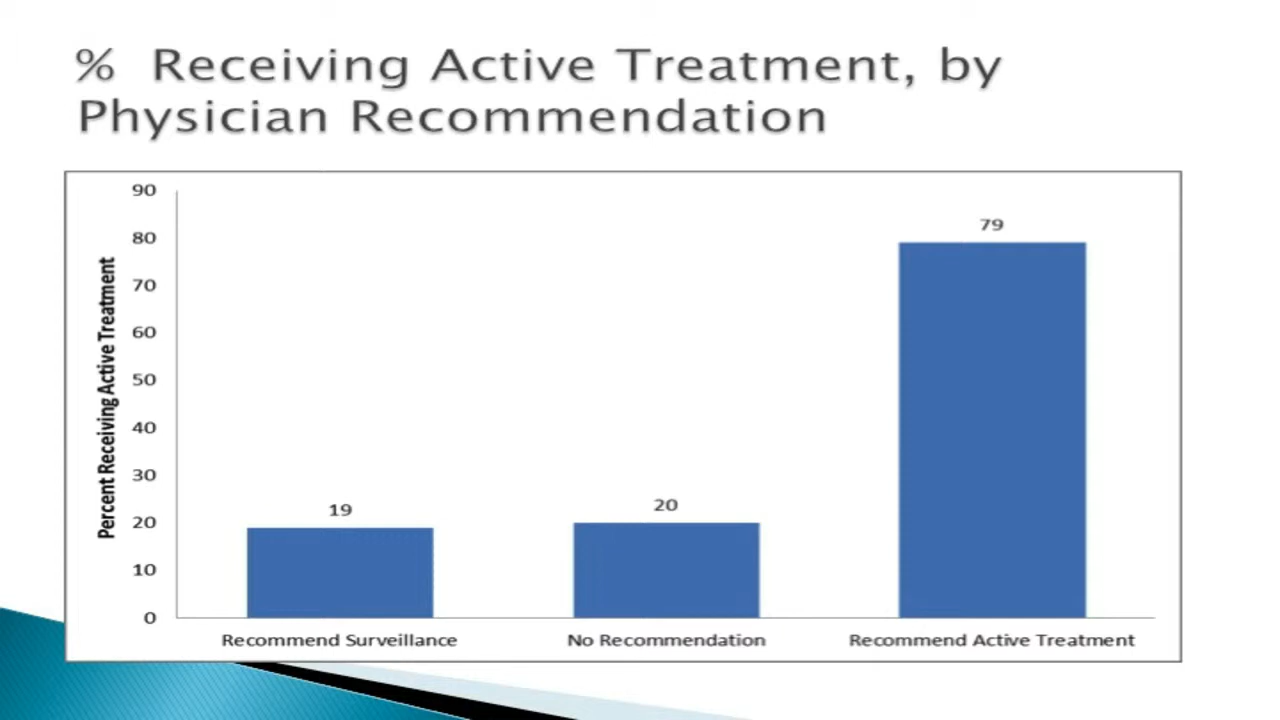 % Receiving Active Treatment, by
Physician Recommendation
Percent Receiving Active Treatment
90
80
70
60
50
40
30
20
10
0
19
20
79
Recommend Surveillance
No Recommendation
Recommend Active Treatment